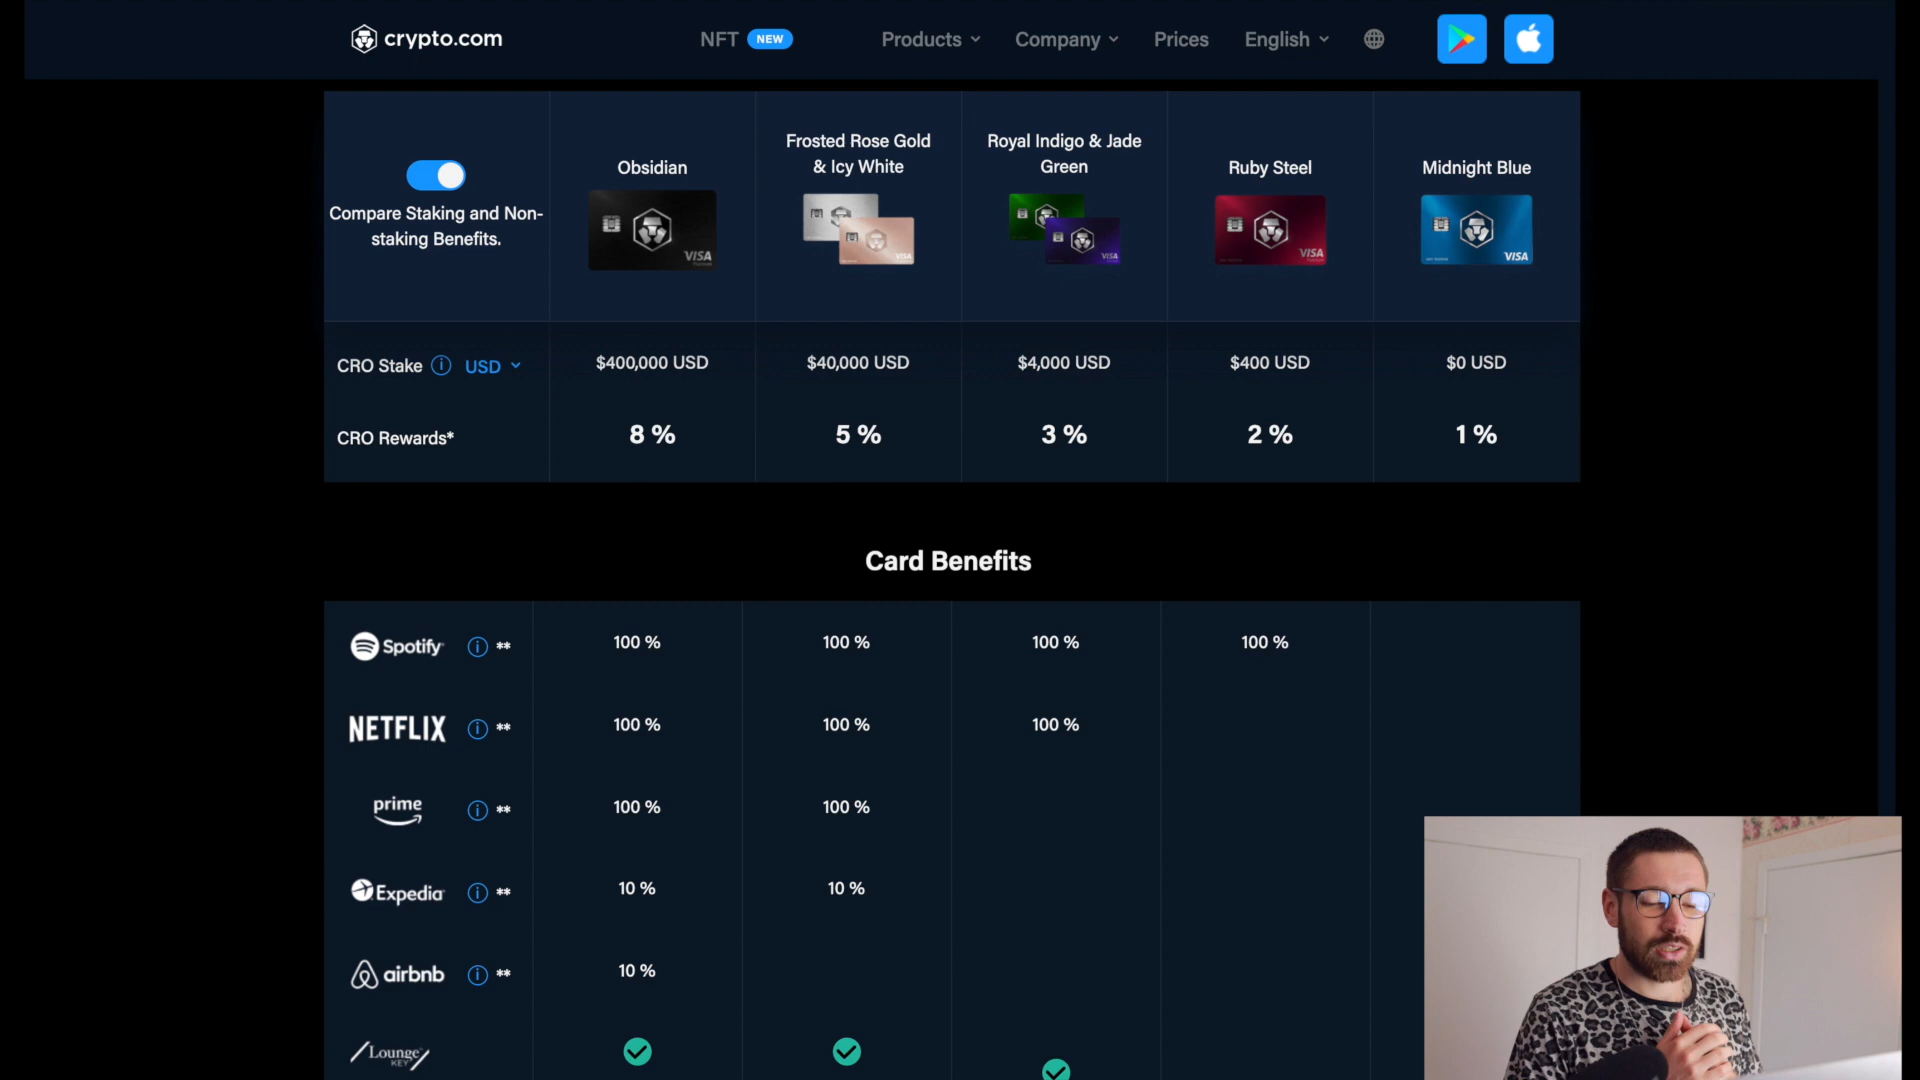 crypto.com
NFT NEW Products Company Prices English
Compare Staking and Non-
staking Benefits.
Obsidian
Frosted Rose Gold
& Icy White
Royal Indigo & Jade
Green
Ruby Steel
Midnight Blue
VISA
VISA
VISA
VISA
VISA
CRO Stake USD $400,000 USD $40,000 USD $4,000 USD $400 USD $0 USD
CRO Rewards* 8 % 5 % 3 % 2 % 1 %
Card Benefits
Spotify ** 100 % 100 % 100 % 100 %
NETFLIX ** 100 % 100 % 100 %
prime ** 100 % 100 %
Expedia ** 10 % 10 %
airbnb ** 10 %
Lounge
KEY